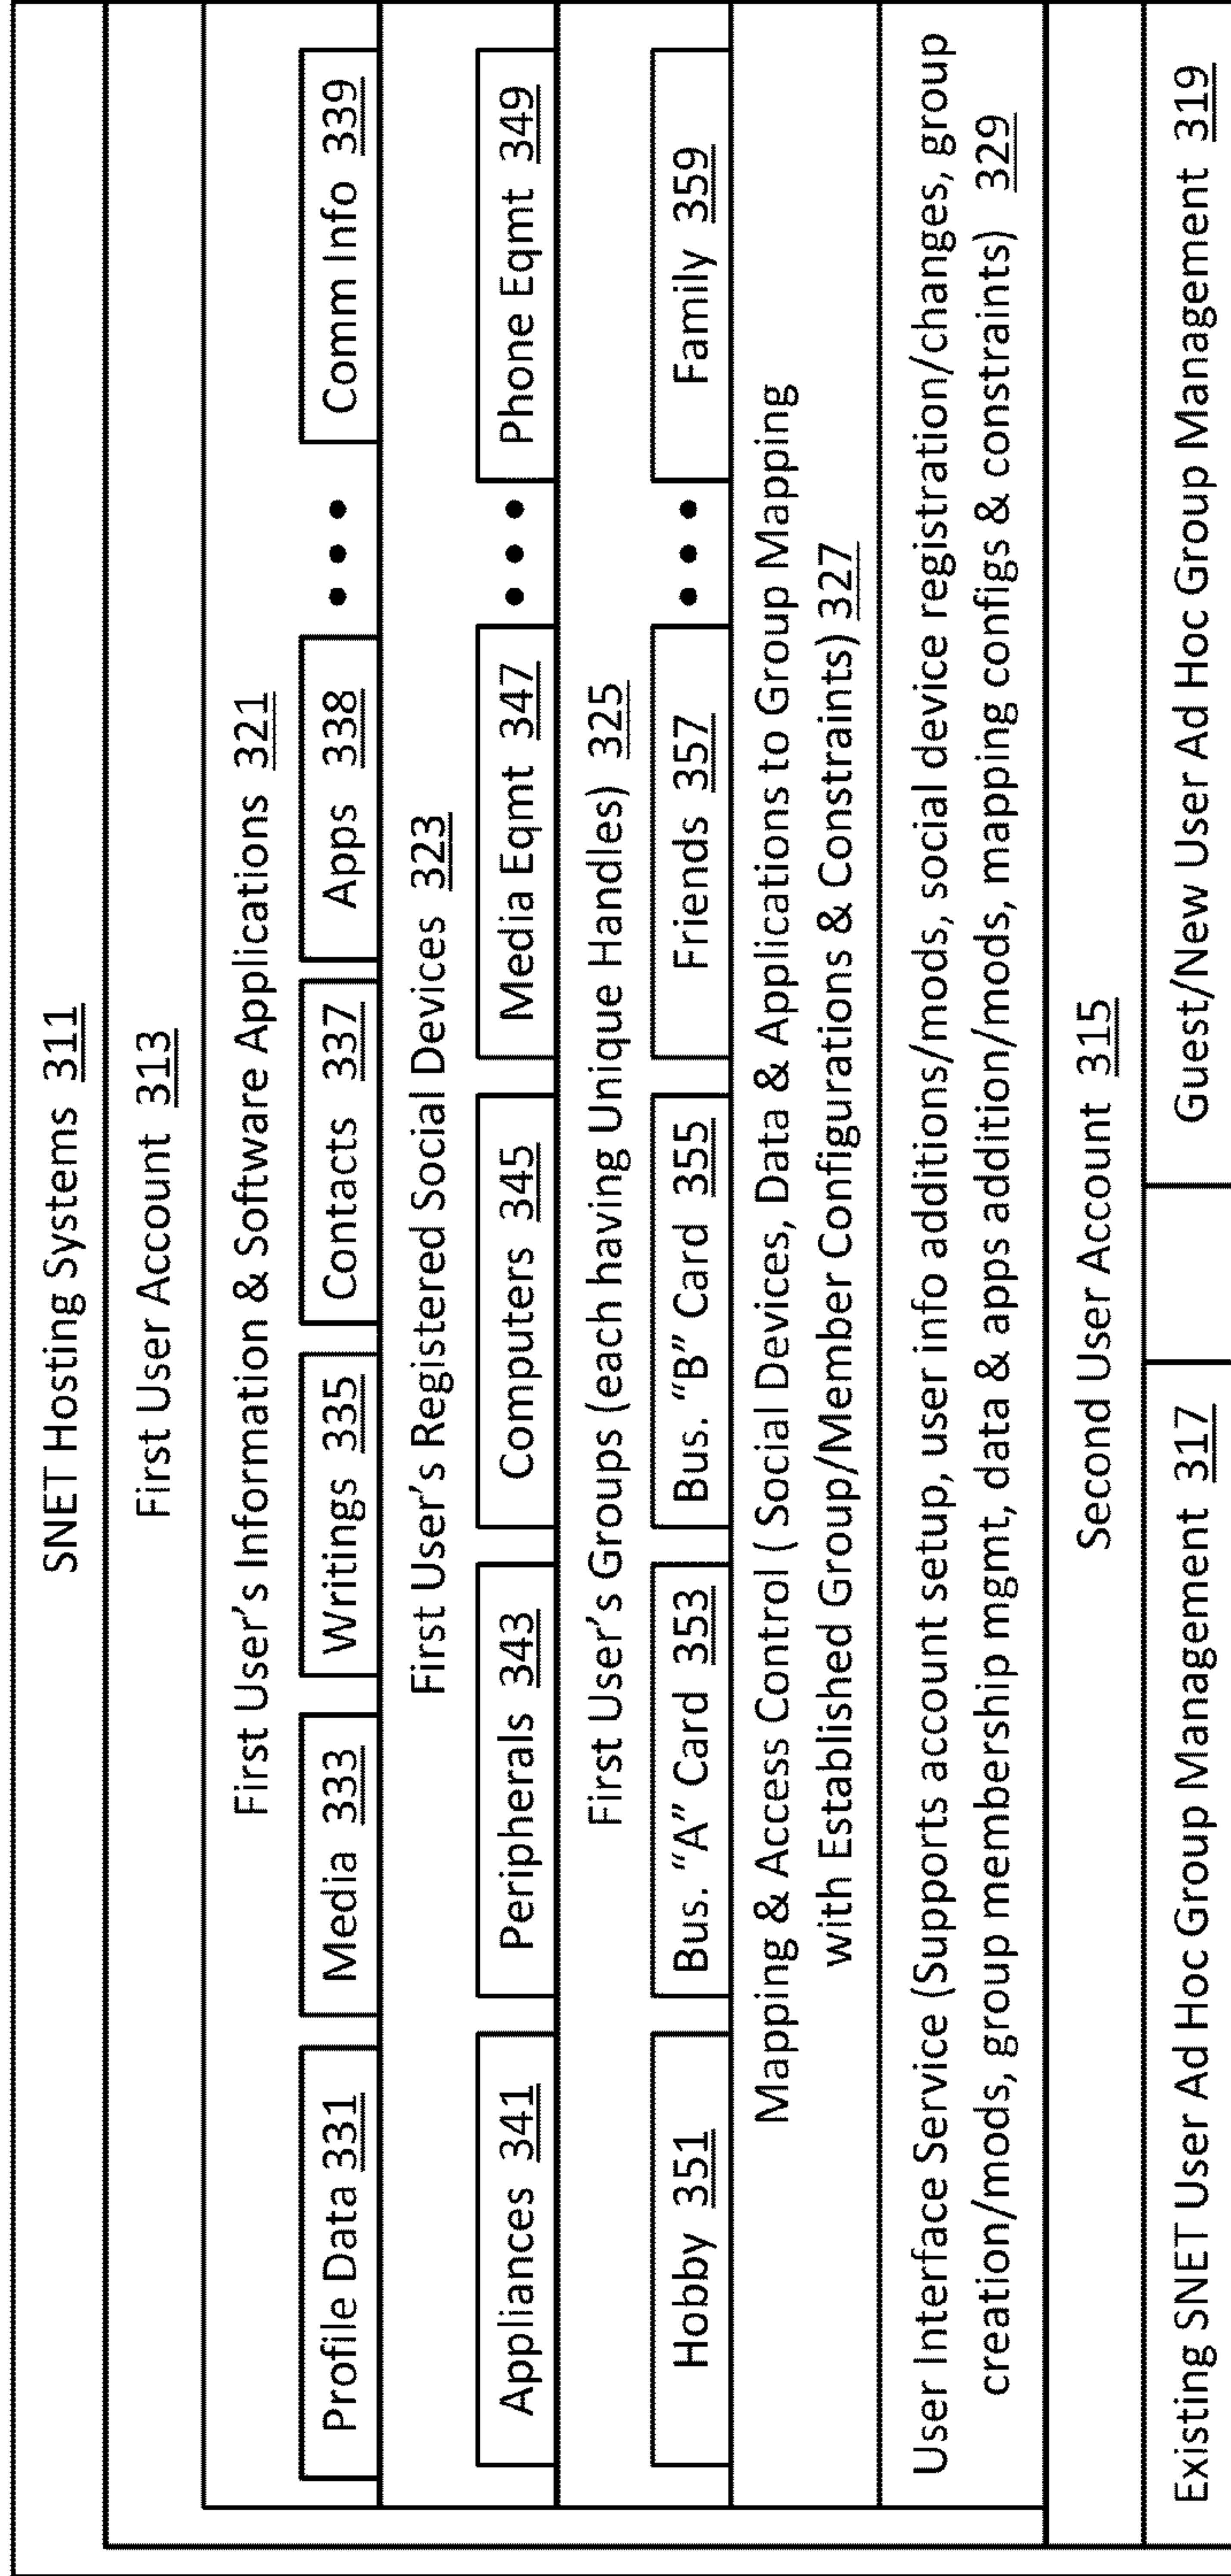 SNET Hosting Systems 311
First User Account 313
First User's Information & Software Applications 321
Profile Data 331
Media 333
Writings 335
Contacts 337
Apps 338
• • •
Comm Info 339
First User's Registered Social Devices 323
Appliances 341
Peripherals 343
Computers 345
Media Eqmt 347
• • •
Phone Eqmt 349
First User's Groups (each having Unique Handles) 325
Hobby 351
Bus. “A” Card 353
Bus. “B” Card 355
Friends 357
• • •
Family 359
Mapping & Access Control ( Social Devices, Data & Applications to Group Mapping
with Established Group/Member Configurations & Constraints) 327
User Interface Service (Supports account setup, user info additions/mods, social device registration/changes, group
creation/mods, group membership mgmt, data & apps addition/mods, mapping configs & constraints) 329
Second User Account 315
Existing SNET User Ad Hoc Group Management 317
Guest/New User Ad Hoc Group Management 319